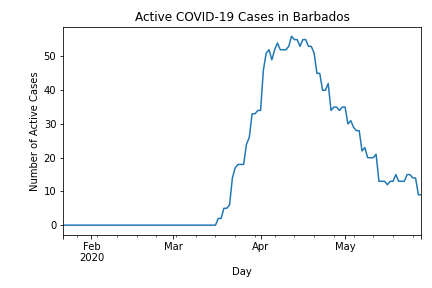 Active COVID-19 Cases in Barbados
Number of Active Cases
50
40
30
20
10
0
Feb
2020
Mar
Apr
May
Day